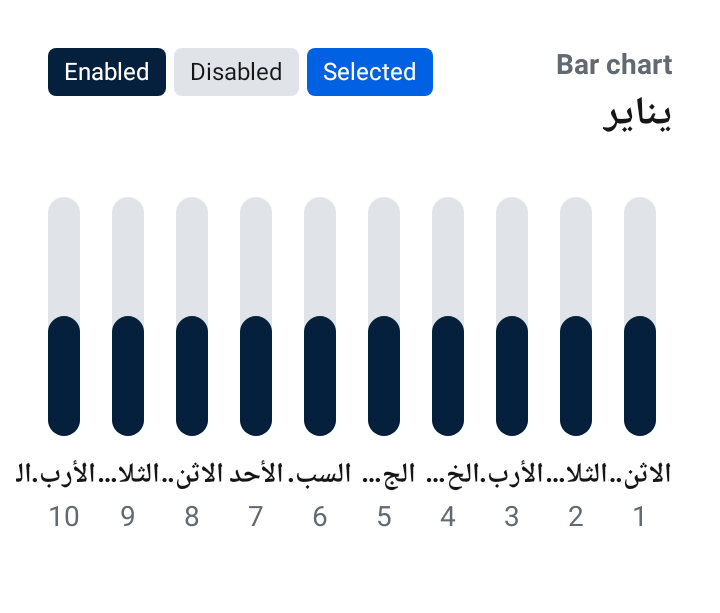 Bar chart
يناير
Enabled Disabled Selected
الاثن.. الثلا... الأرب. الخ... الج... السب. الأحد الاثن.. الثلا... الأرب. الـ
1 2 3 4 5 6 7 8 9 10